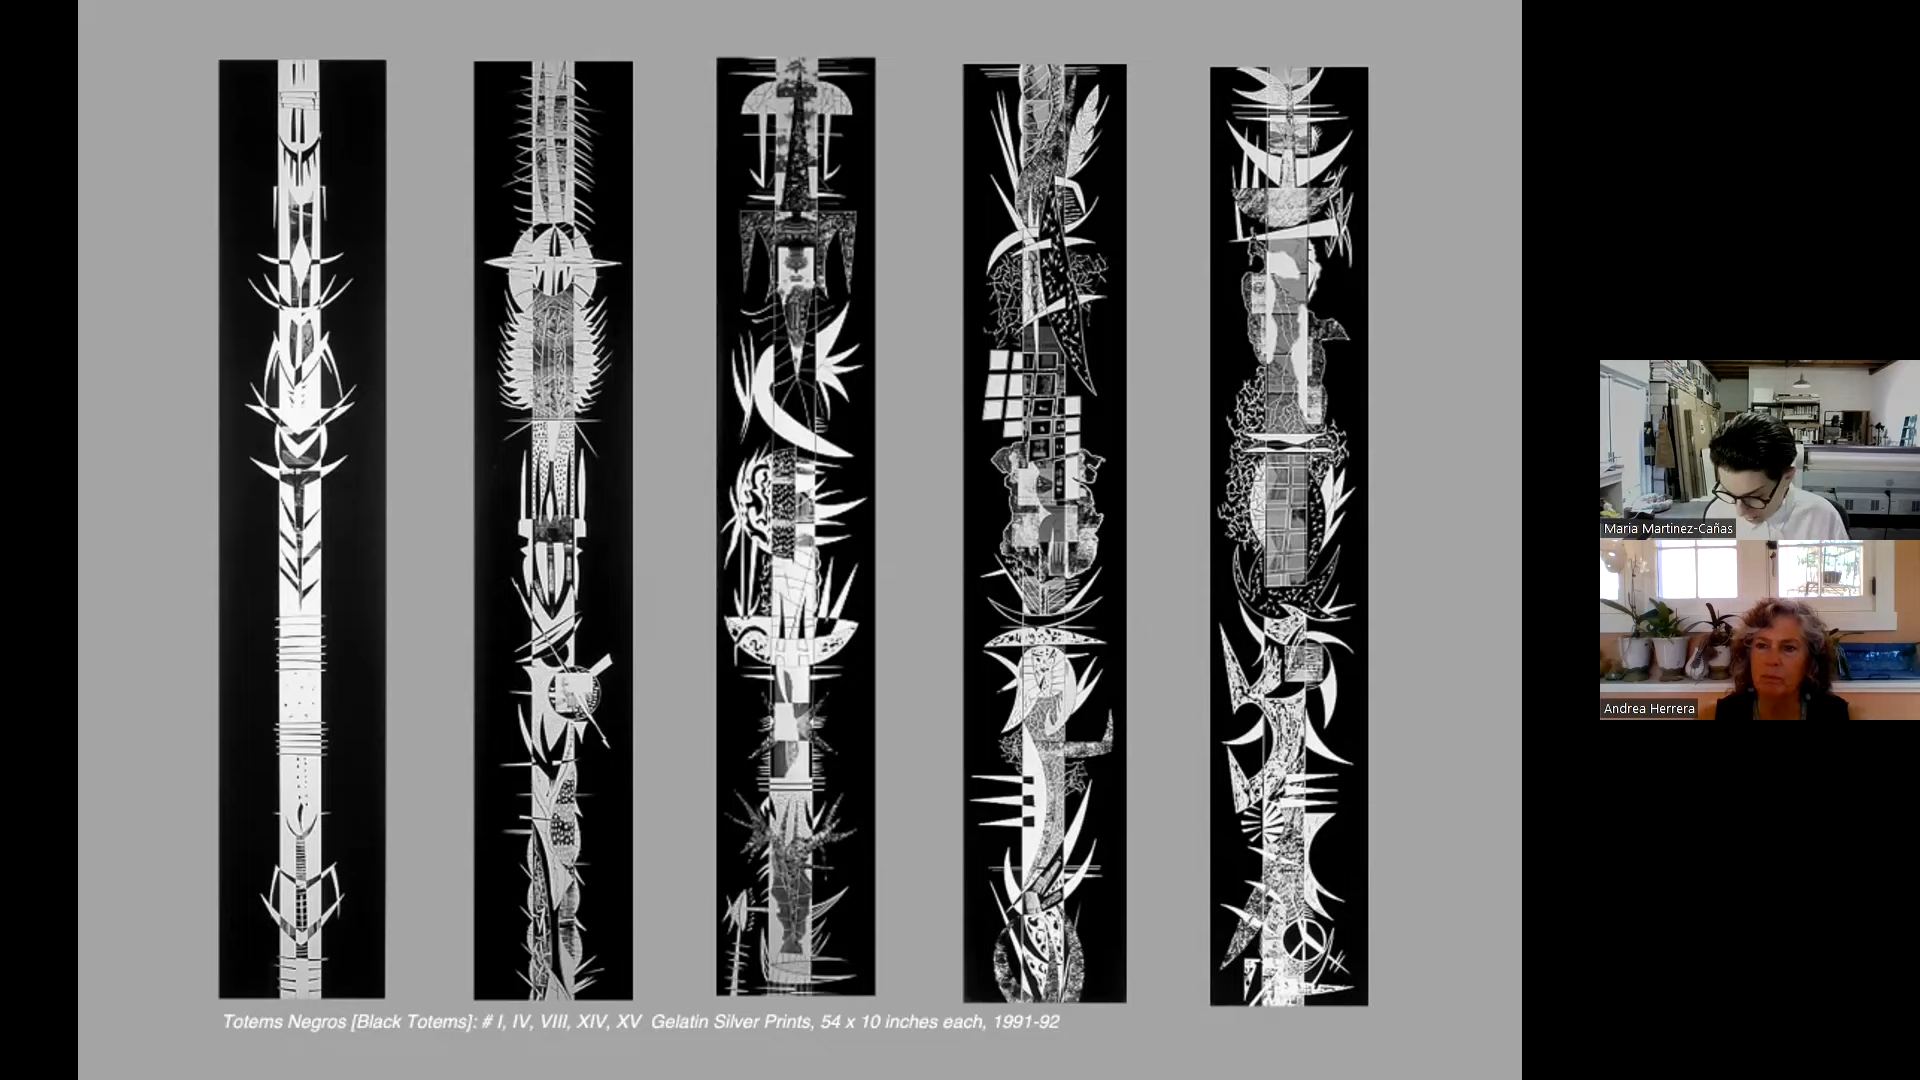 Totems Negros [Black Totems]: # I, IV, VIII, XIV, XV  Gelatin Silver Prints, 54 x 10 inches each, 1991-92
Maria Martinez-Cañas
Andrea Herrera